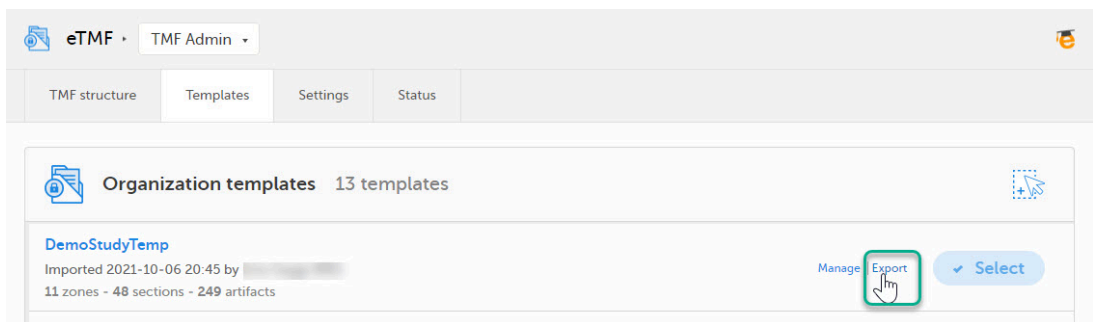 eTMF
TMF Admin
TMF structure Templates Settings Status
Organization templates 13 templates
DemoStudyTemp
Imported 2021-10-06 20:45 by
Manage Export Select
11 zones - 48 sections - 249 artifacts